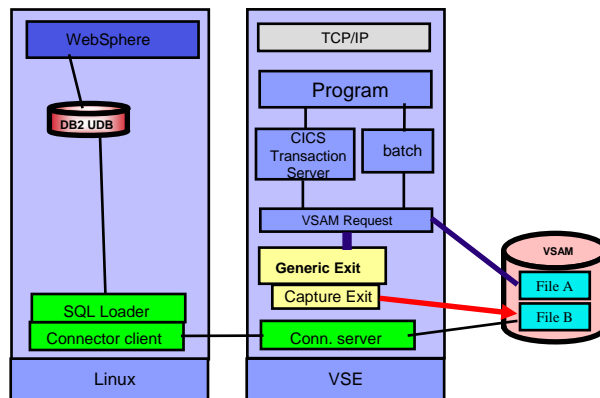 WebSphere
DB2 UDB
SQL Loader
Connector client
Linux
TCP/IP
Program
CICS
Transaction
Server
batch
VSAM Request
Generic Exit
Capture Exit
Conn. server
VSE
VSAM
File A
File B